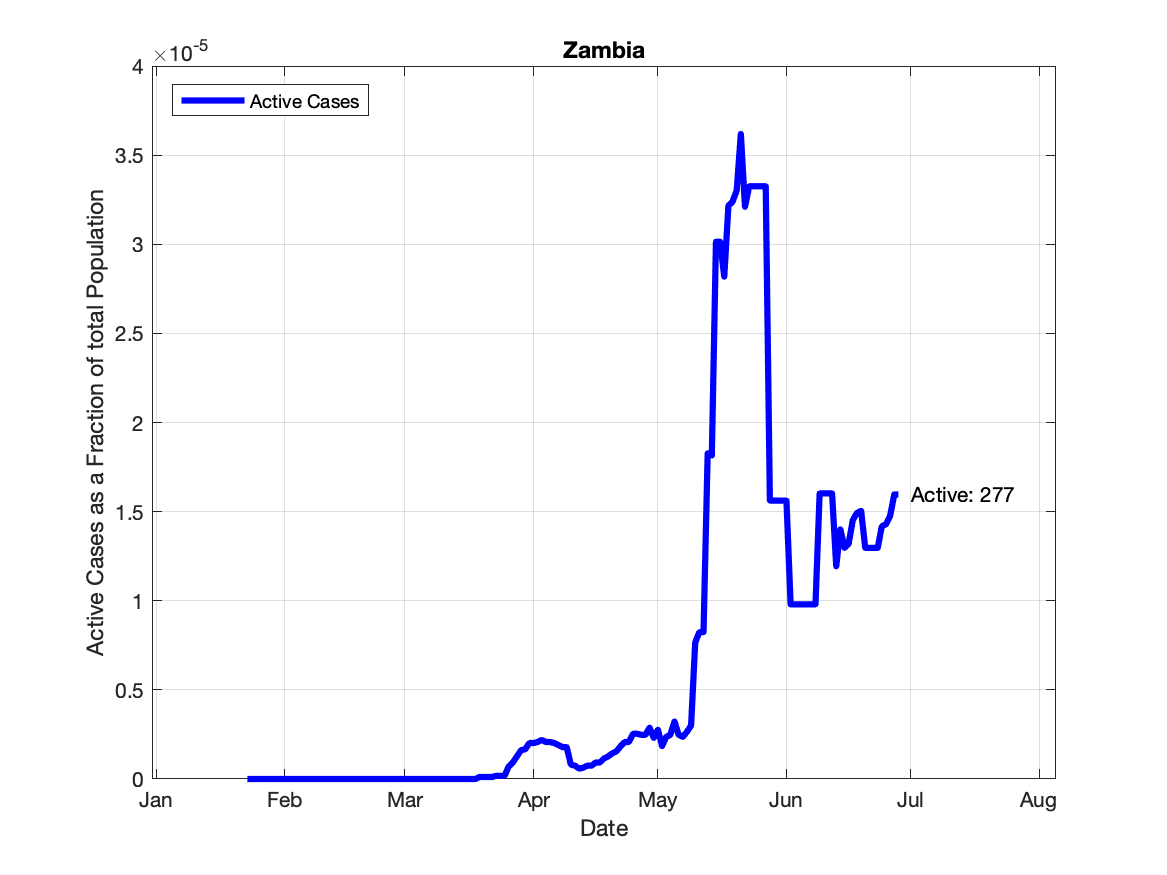 Zambia
×10-5
Active Cases
4
3.5
3
2.5
2
1.5
1
0.5
0
Active Cases as a Fraction of total Population
Active: 277
Jan Feb Mar Apr May Jun Jul Aug
Date